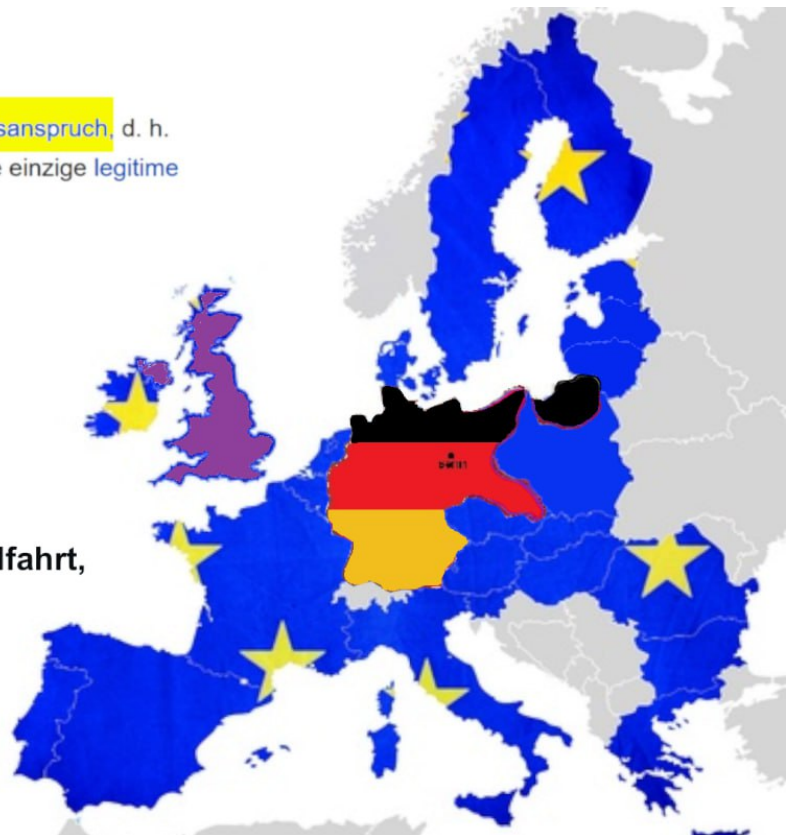 sanspruch, d. h.
einzige legitime
lfahrt,